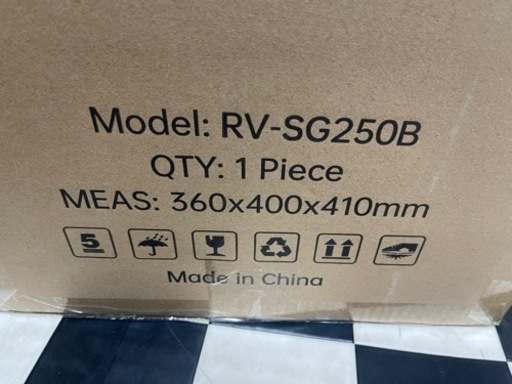 Model: RV-SG250B
QTY: 1 Piece
MEAS: 360x400x410mm
5
Made in China